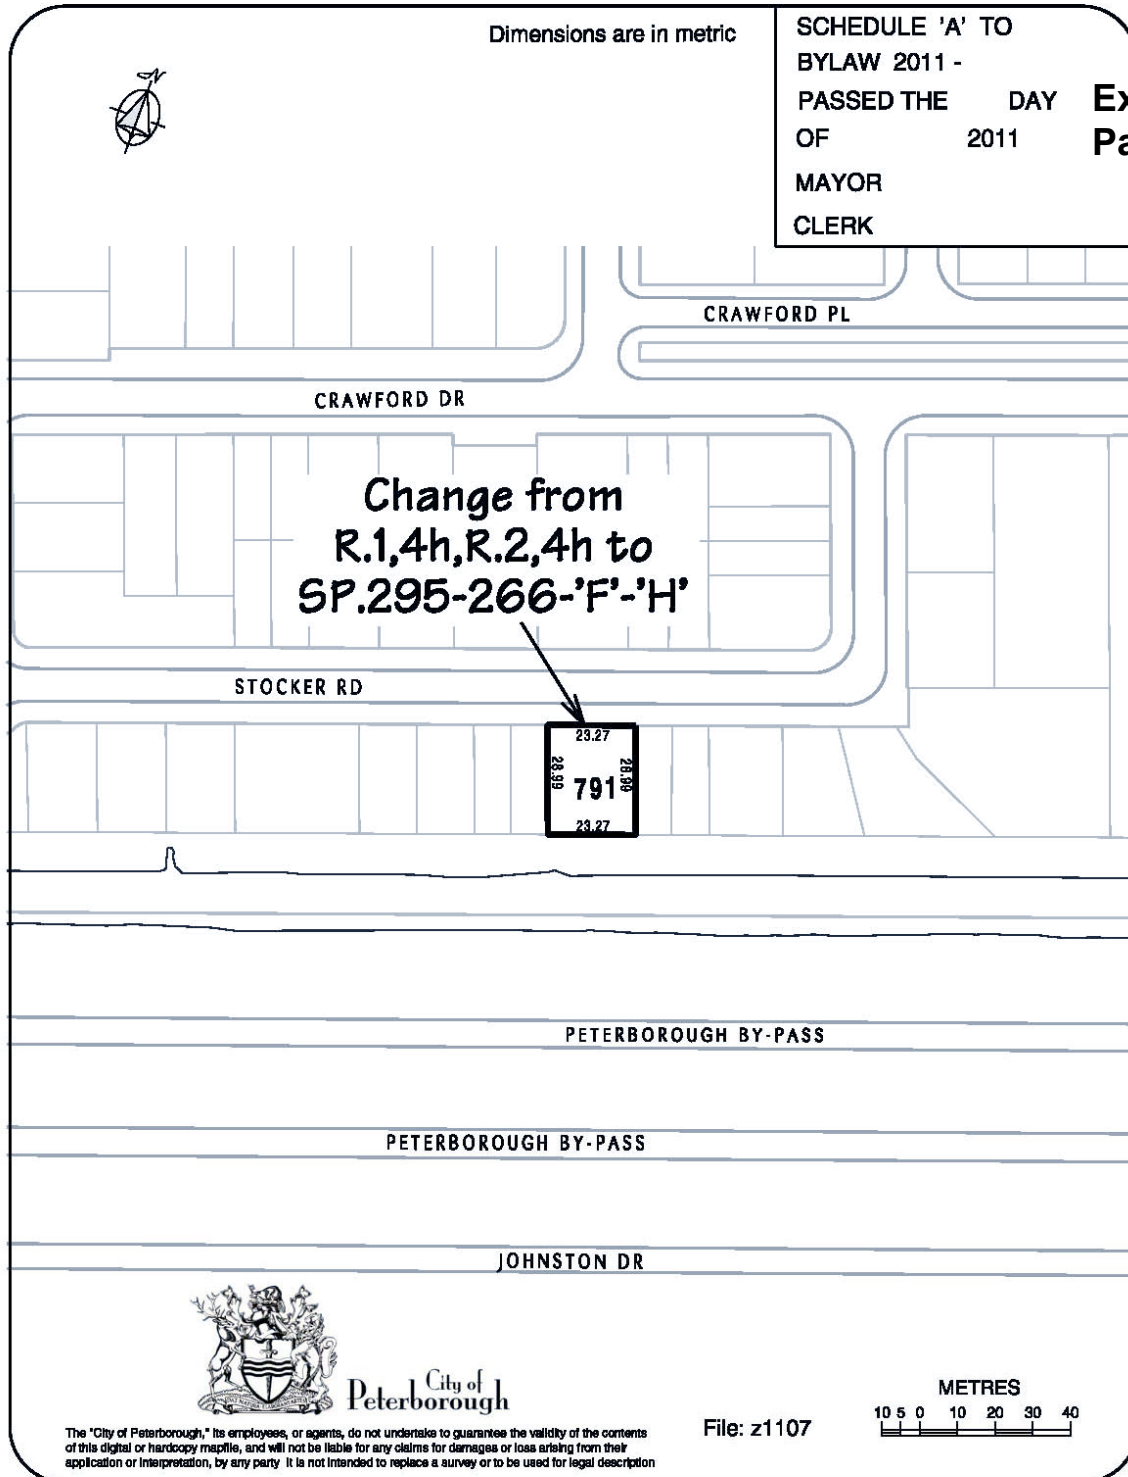 Dimensions are in metric
SCHEDULE 'A' TO
BYLAW 2011 -
PASSED THE DAY
OF 2011
MAYOR
CLERK
Ex
Pa
N
CRAWFORD PL
CRAWFORD DR
Change from
R.1,4h,R.2,4h to
SP.295-266-'F'-'H'
STOCKER RD
23.27
28.99
791
28.99
23.27
PETERBOROUGH BY-PASS
PETERBOROUGH BY-PASS
JOHNSTON DR
City of
Peterborough
The "City of Peterborough," its employees, or agents, do not undertake to guarantee the validity of the contents
of this digital or hardcopy mapfile, and will not be liable for any claims for damages or loss arising from their
application or interpretation, by any party It is not intended to replace a survey or to be used for legal description
File: z1107
METRES
10 5 0 10 20 30 40